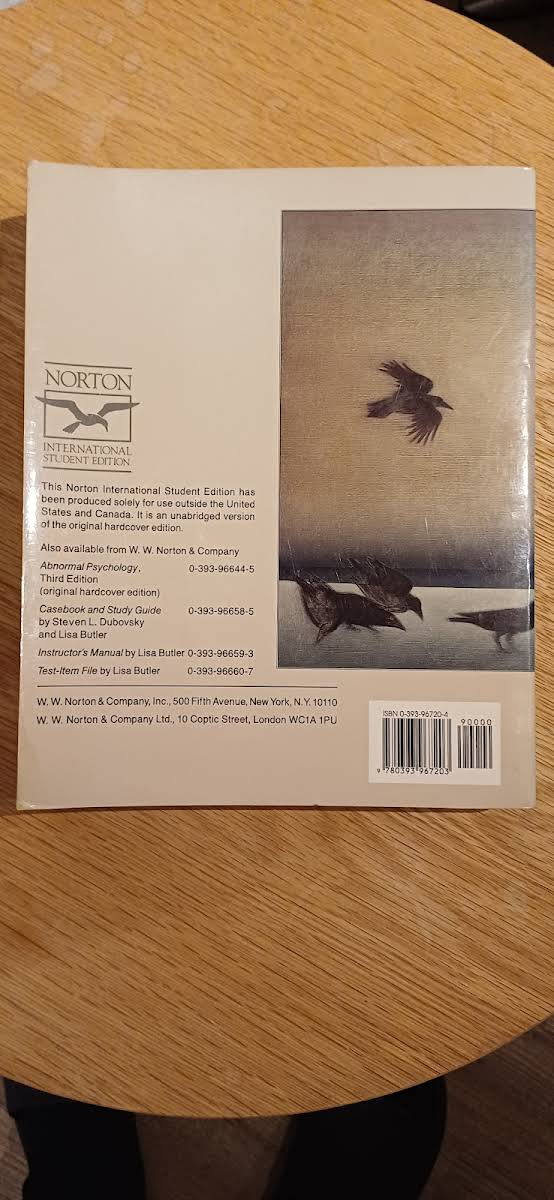 NORTON
INTERNATIONAL
STUDENT EDITION
This Norton International Student Edition has
been produced solely for use outside the United
States and Canada. It is an unabridged version
of the original hardcover edition.
Also available from W. W. Norton & Company
Abnormal Psychology, 0-393-96644-5
Third Edition
(original hardcover edition)
Casebook and Study Guide 0-393-96658-5
by Steven L. Dubovsky
and Lisa Butler
Instructor's Manual by Lisa Butler 0-393-96659-3
Test-Item File by Lisa Butler 0-393-96660-7
W. W. Norton & Company, Inc., 500 Fifth Avenue, New York, N.Y. 10110
W. W. Norton & Company Ltd., 10 Coptic Street, London WC1A 1PU
ISBN 0-393-96720-4
90000
9 780393 967203